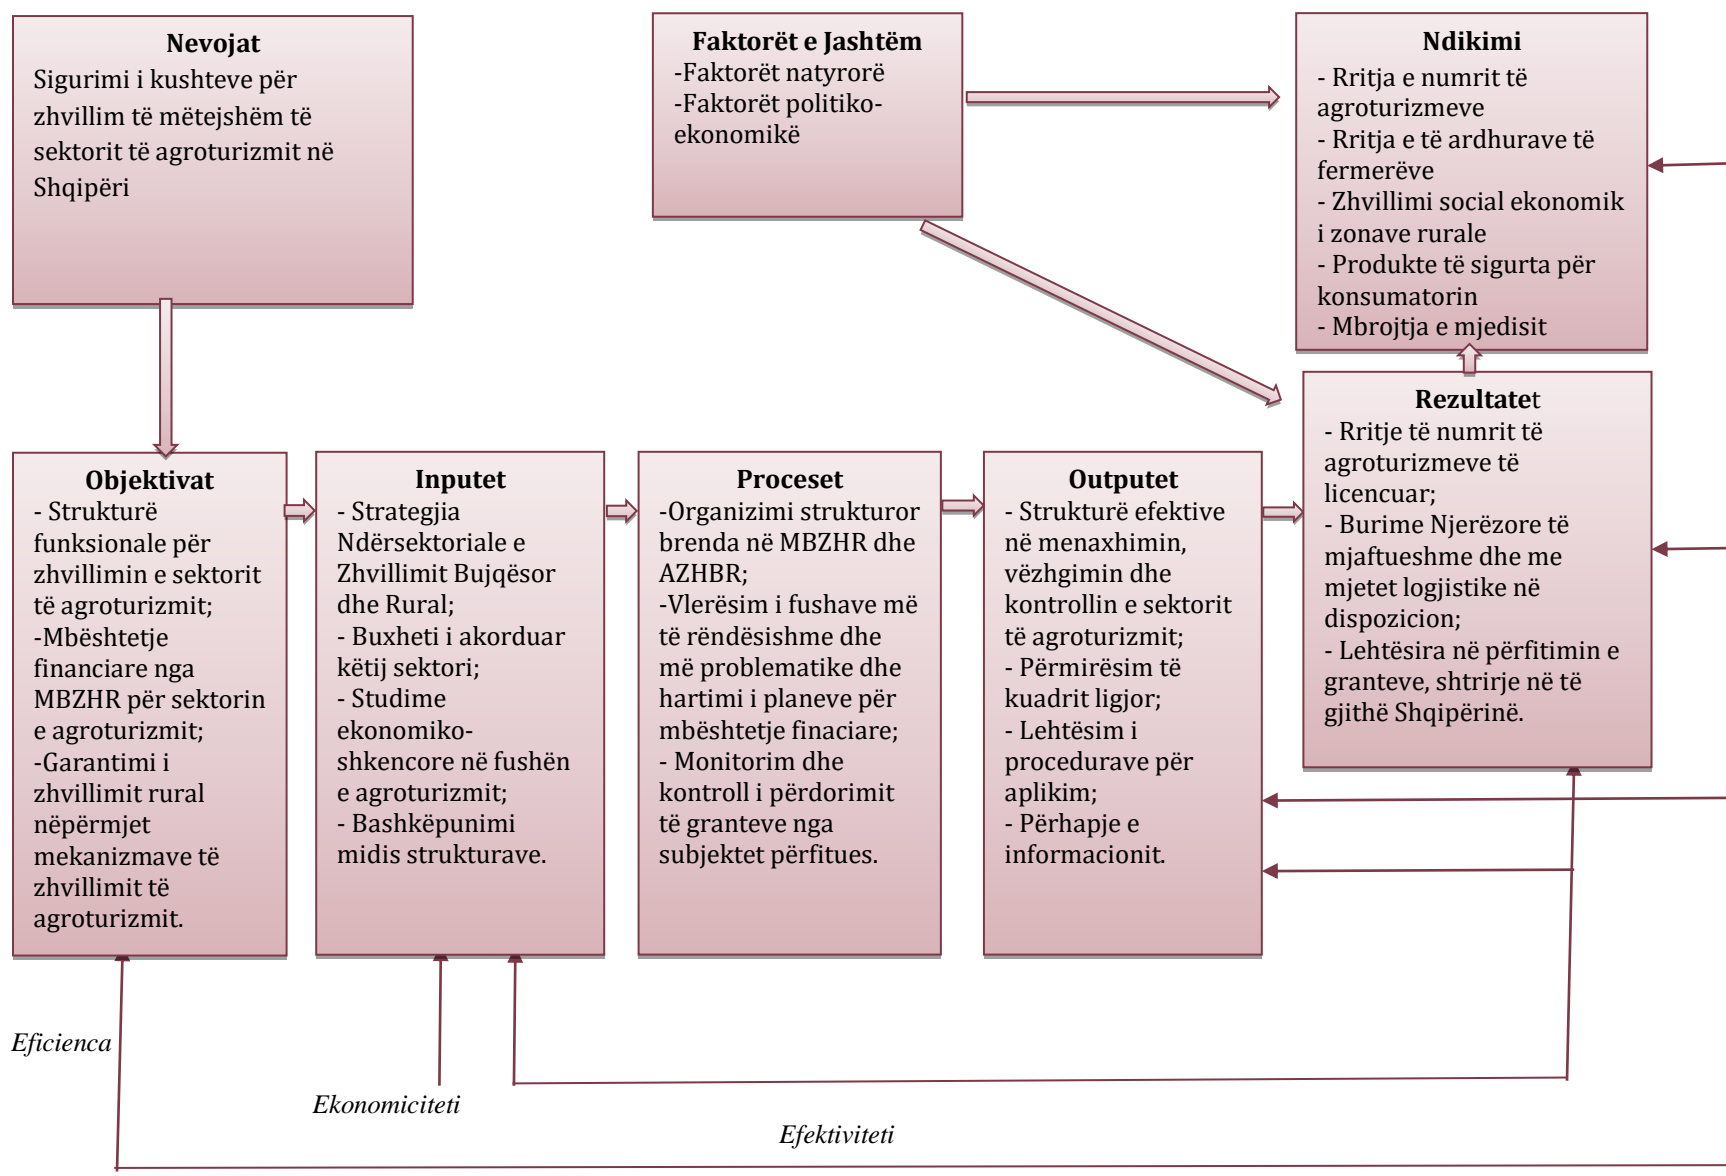 Nevojat
Sigurimi i kushteve për
zhvillim të mëtejshëm të
sektorit të agroturizmit në
Shqipëri
Faktorët e Jashtëm
-Faktorët natyrorë
-Faktorët politiko-
ekonomikë
Ndikimi
- Rritja e numrit të
agroturizmeve
- Rritja e të ardhurave të
fermerëve
- Zhvillimi social ekonomik
i zonave rurale
- Produkte të sigurta për
konsumatorin
- Mbrojtja e mjedisit
Objektivat
- Strukturë
funksionale për
zhvillimin e sektorit
të agroturizmit;
-Mbështetje
financiare nga
MBZHR për sektorin
e agroturizmit;
-Garantimi i
zhvillimit rural
nëpërmjet
mekanizmave të
zhvillimit të
agroturizmit.
Inputet
- Strategjia
Ndërsektoriale e
Zhvillimit Bujqësor
dhe Rural;
- Buxheti i akorduar
këtij sektori;
- Studime
ekonomiko-
shkencore në fushën
e agroturizmit;
- Bashkëpunimi
midis strukturave.
Proceset
-Organizimi strukturor
brenda në MBZHR dhe
AZHBR;
-Vlerësim i fushave më
të rëndësishme dhe
më problematike dhe
hartimi i planeve për
mbështetje finaciare;
- Monitorim dhe
kontroll i përdorimit
të granteve nga
subjektet përfitues.
Outputet
- Strukturë efektive
në menaxhimin,
vëzhgimin dhe
kontrollin e sektorit
të agroturizmit;
- Përmirësim të
kuadrit ligjor;
- Lehtësim i
procedurave për
aplikim;
- Përhapje e
informacionit.
Rezultatet
- Rritje të numrit të
agroturizmeve të
licencuar;
- Burime Njerëzore të
mjaftueshme dhe me
mjetet logjistike në
dispozicion;
- Lehtësira në përfitimin e
granteve, shtrirje në të
gjithë Shqipërinë.
Eficienca
Ekonomiciteti
Efektiviteti